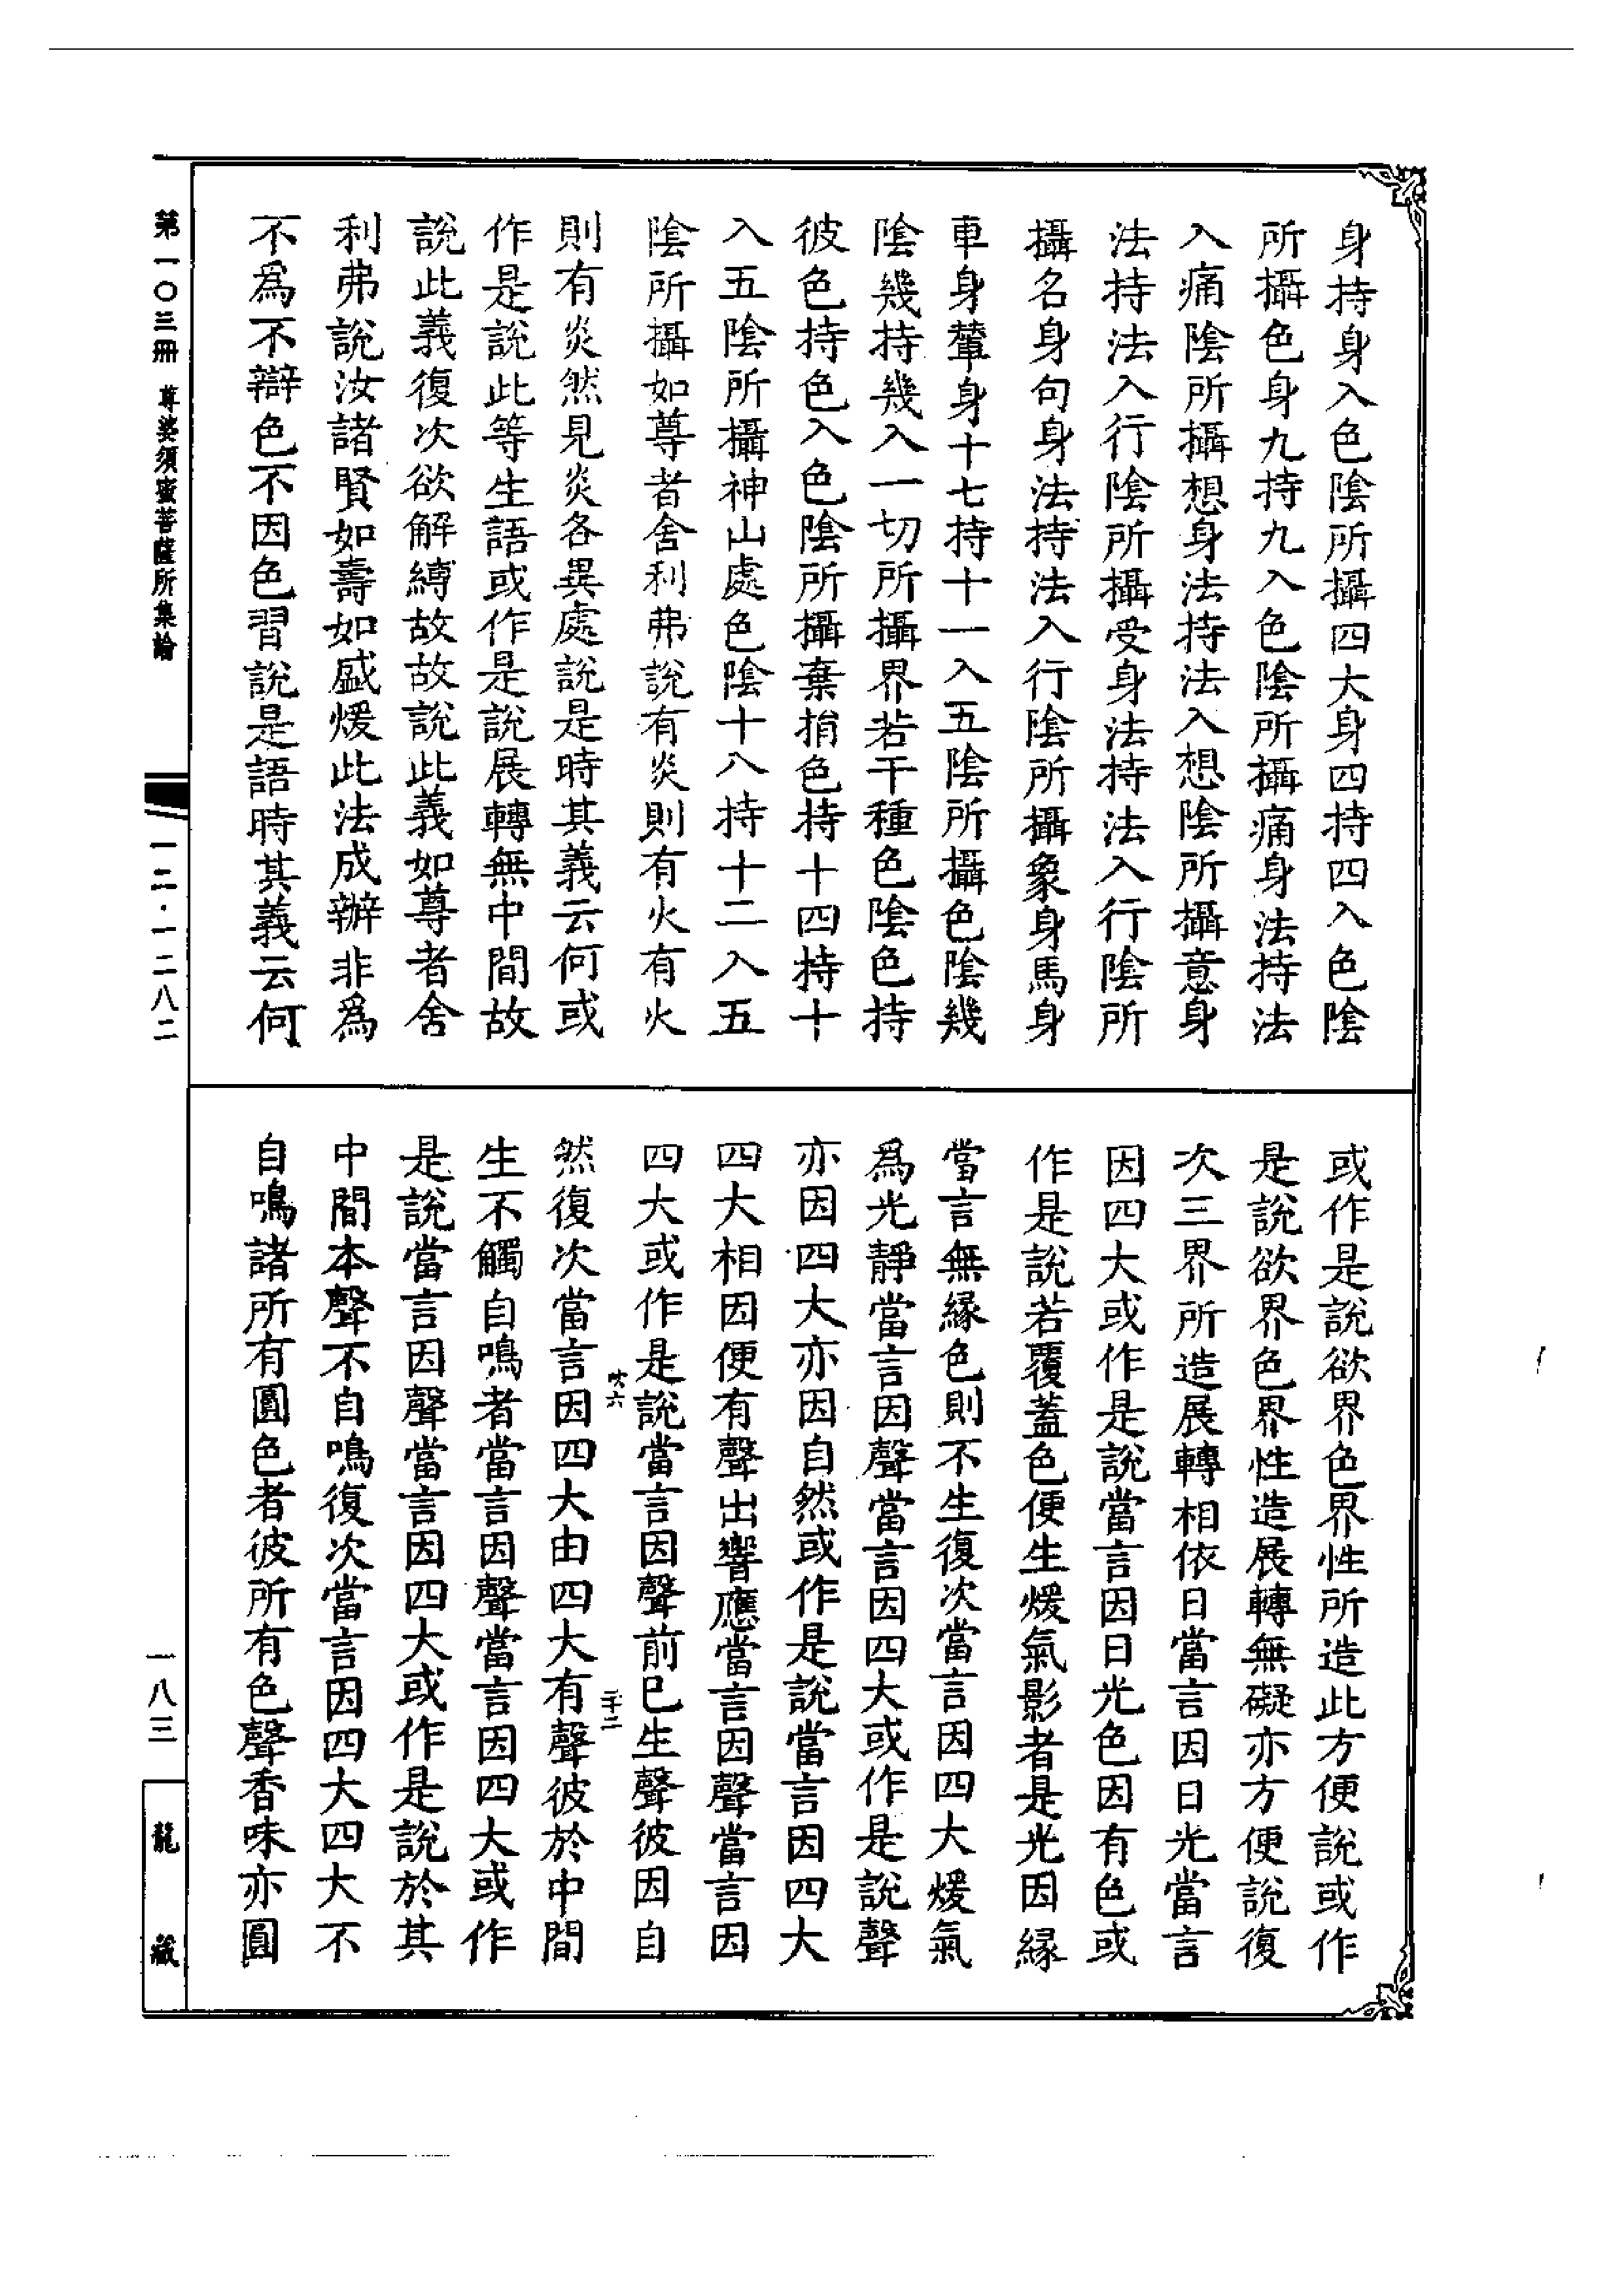 身持身入色陰所攝四大身四持四入色陰
所攝色身九持九入色陰所攝痛身法持法
入痛陰所攝想身法持法入想陰所攝意身
法持法入行陰所攝受身法持法入行陰所
攝名身句身法持法入行陰所攝象身馬身
車身輦身十七持十一入五陰所攝色陰幾
陰幾持幾入一切所攝界若干種色陰色持
彼色持色入色陰所攝棄捐色持十四持十
入五陰所攝神山處色陰十八持十二入五
陰所攝如尊者舍利弗說有炎則有火有火
則有炎然見炎各異處說是時其義云何或
作是說此等生語或作是說展轉無中間故
說此義復次欲解縛故故說此義如尊者舍
利弗說汝諸賢如壽如盛煖此法成辦非為
不為不辯色不因色習說是語時其義云何
或作是說欲界色界性所造此方便說或作
是說欲界色界性造展轉無礙亦方便說復
次三界所造展轉相依日當言因日光當言
因四大或作是說當言因日光色因有色或
作是說若覆蓋色便生煖氣影者是光因緣
當言無緣色則不生復次當言因四大煖氣
為光靜當言因聲當言因四大或作是說聲
亦因四大亦因自然或作是說當言因四大
四大相因便有聲出響應當言因聲當言因
四大或作是說當言因聲前已生聲彼因自
然復次當言因四大由四大有聲彼於中間
生不觸自鳴者當言因聲當言因四大或作
是說當言因聲當言因四大或作是說於其
中間本聲不自鳴復次當言因四大四大不
自鳴諸所有圓色者彼所有色聲香味亦圓
第一〇三冊 尊婆須蜜菩薩所集論
一二·一二八二
一八三
龍藏